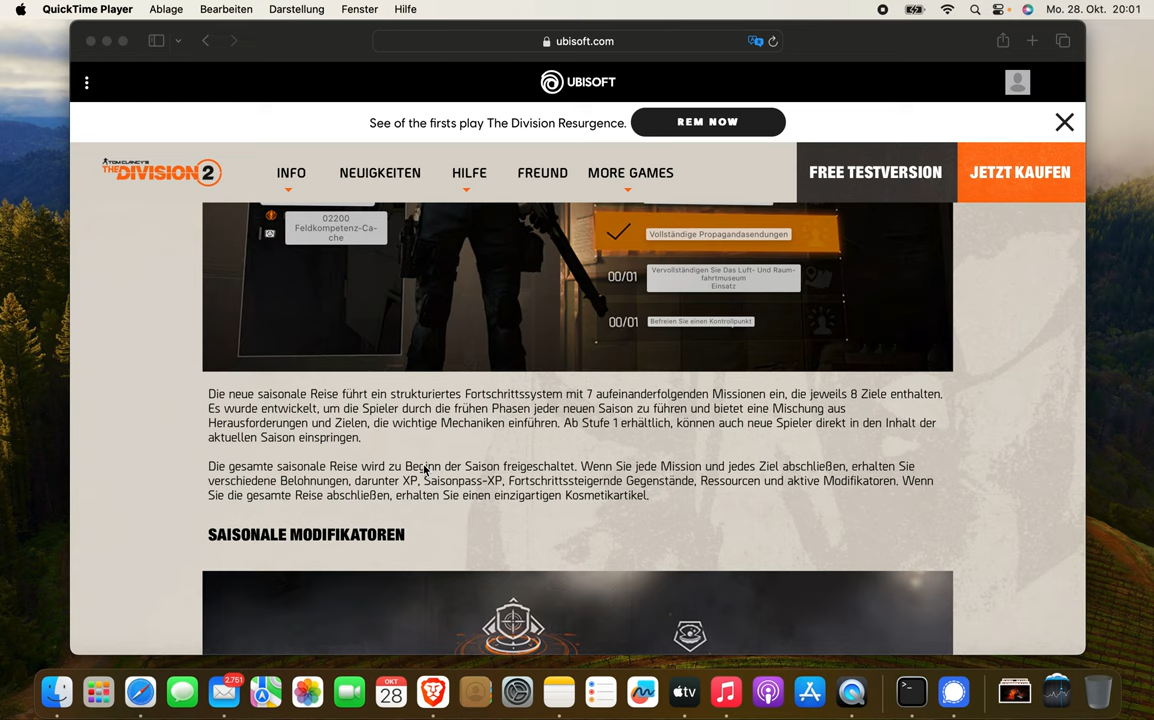 QuickTime Player Ablage Bearbeiten Darstellung Fenster Hilfe Mo. 28. Okt. 20:01
ubisoft.com
UBISOFT
See of the firsts play The Division Resurgence. REM NOW
TOM CLANCY'S
THE DIVISION 2
INFO NEUIGKEITEN HILFE FREUND MORE GAMES FREE TESTVERSION JETZT KAUFEN
02200
Feldkompetenz-Ca-
che
Vollständige Propagandasendungen
00/01 Vervollständigen Sie Das Luft- Und Raum-
fahrtmuseum
Einsatz
00/01 Befreien Sie einen Kontrollpunkt
Die neue saisonale Reise führt ein strukturiertes Fortschrittssystem mit 7 aufeinanderfolgenden Missionen ein, die jeweils 8 Ziele enthalten.
Es wurde entwickelt, um die Spieler durch die frühen Phasen jeder neuen Saison zu führen und bietet eine Mischung aus
Herausforderungen und Zielen, die wichtige Mechaniken einführen. Ab Stufe 1 erhältlich, können auch neue Spieler direkt in den Inhalt der
aktuellen Saison einspringen.
Die gesamte saisonale Reise wird zu Beginn der Saison freigeschaltet. Wenn Sie jede Mission und jedes Ziel abschließen, erhalten Sie
verschiedene Belohnungen, darunter XP, Saisonpass-XP, Fortschrittssteigernde Gegenstände, Ressourcen und aktive Modifikatoren. Wenn
Sie die gesamte Reise abschließen, erhalten Sie einen einzigartigen Kosmetikartikel.
SAISONALE MODIFIKATOREN
2.751
OKT
28
tv